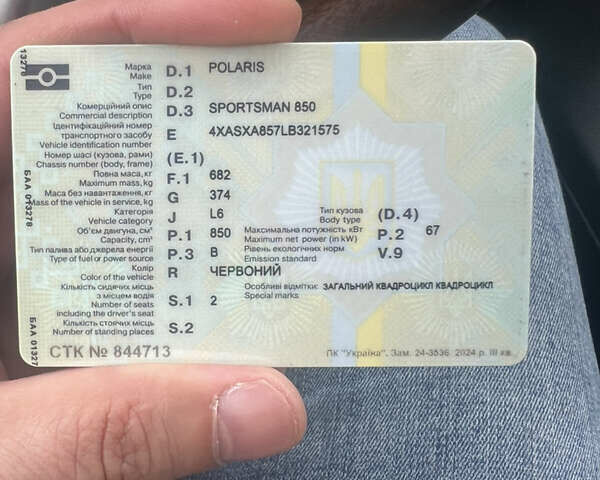 13278
Марка
Make D.1 POLARIS
Тип
Type D.2
Комерційний опис
Commercial description D.3 SPORTSMAN 850
Ідентифікаційний номер
транспортного засобу
Vehicle identification number E 4XASXA857LB321575
Номер шасі (кузова, рами)
Chassis number (body, frame) (E.1)
Повна маса, кг
Maximum mass, kg F.1 682
Маса без навантаження, кг
Mass of the vehicle in service, kg G 374
Категорія
Vehicle category J L6
Тип кузова
Body type (D.4)
Об'єм двигуна, см³
Capacity, cm³ P.1 850
Максимальна потужність кВт
Maximum net power (in kW) P.2 67
Тип палива або джерела енергії
Type of fuel or power source P.3 B
Рівень екологічних норм
Emission standard V.9
Колір
Color of the vehicle R ЧЕРВОНИЙ
Особливі відмітки: ЗАГАЛЬНИЙ КВАДРОЦИКЛ КВАДРОЦИКЛ
Special marks
Кількість сидячих місць
з місцем водія
Number of seats
including the driver's seat S.1 2
Кількість стоячих місць
Number of standing places S.2
СТК № 844713
ПК "Україна". Зам. 24-3536. 2024 р. III кв.
БАА 013278
БАА 01327